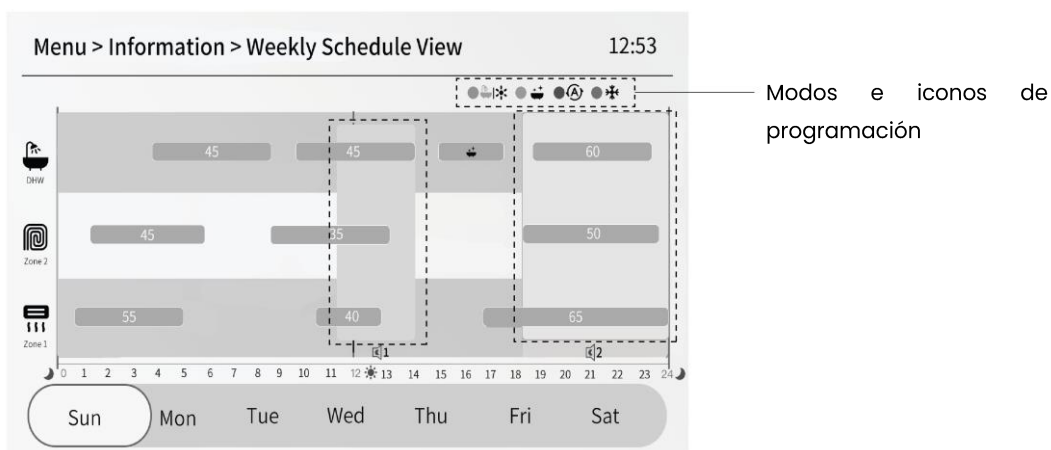 Menu > Information > Weekly Schedule View 12:53
A
Modos e iconos de
programación
45 45 60
DHW
45 35 50
Zone 2
55 40 65
Zone 1
1 2
0 1 2 3 4 5 6 7 8 9 10 11 12 13 14 15 16 17 18 19 20 21 22 23 24
Sun Mon Tue Wed Thu Fri Sat